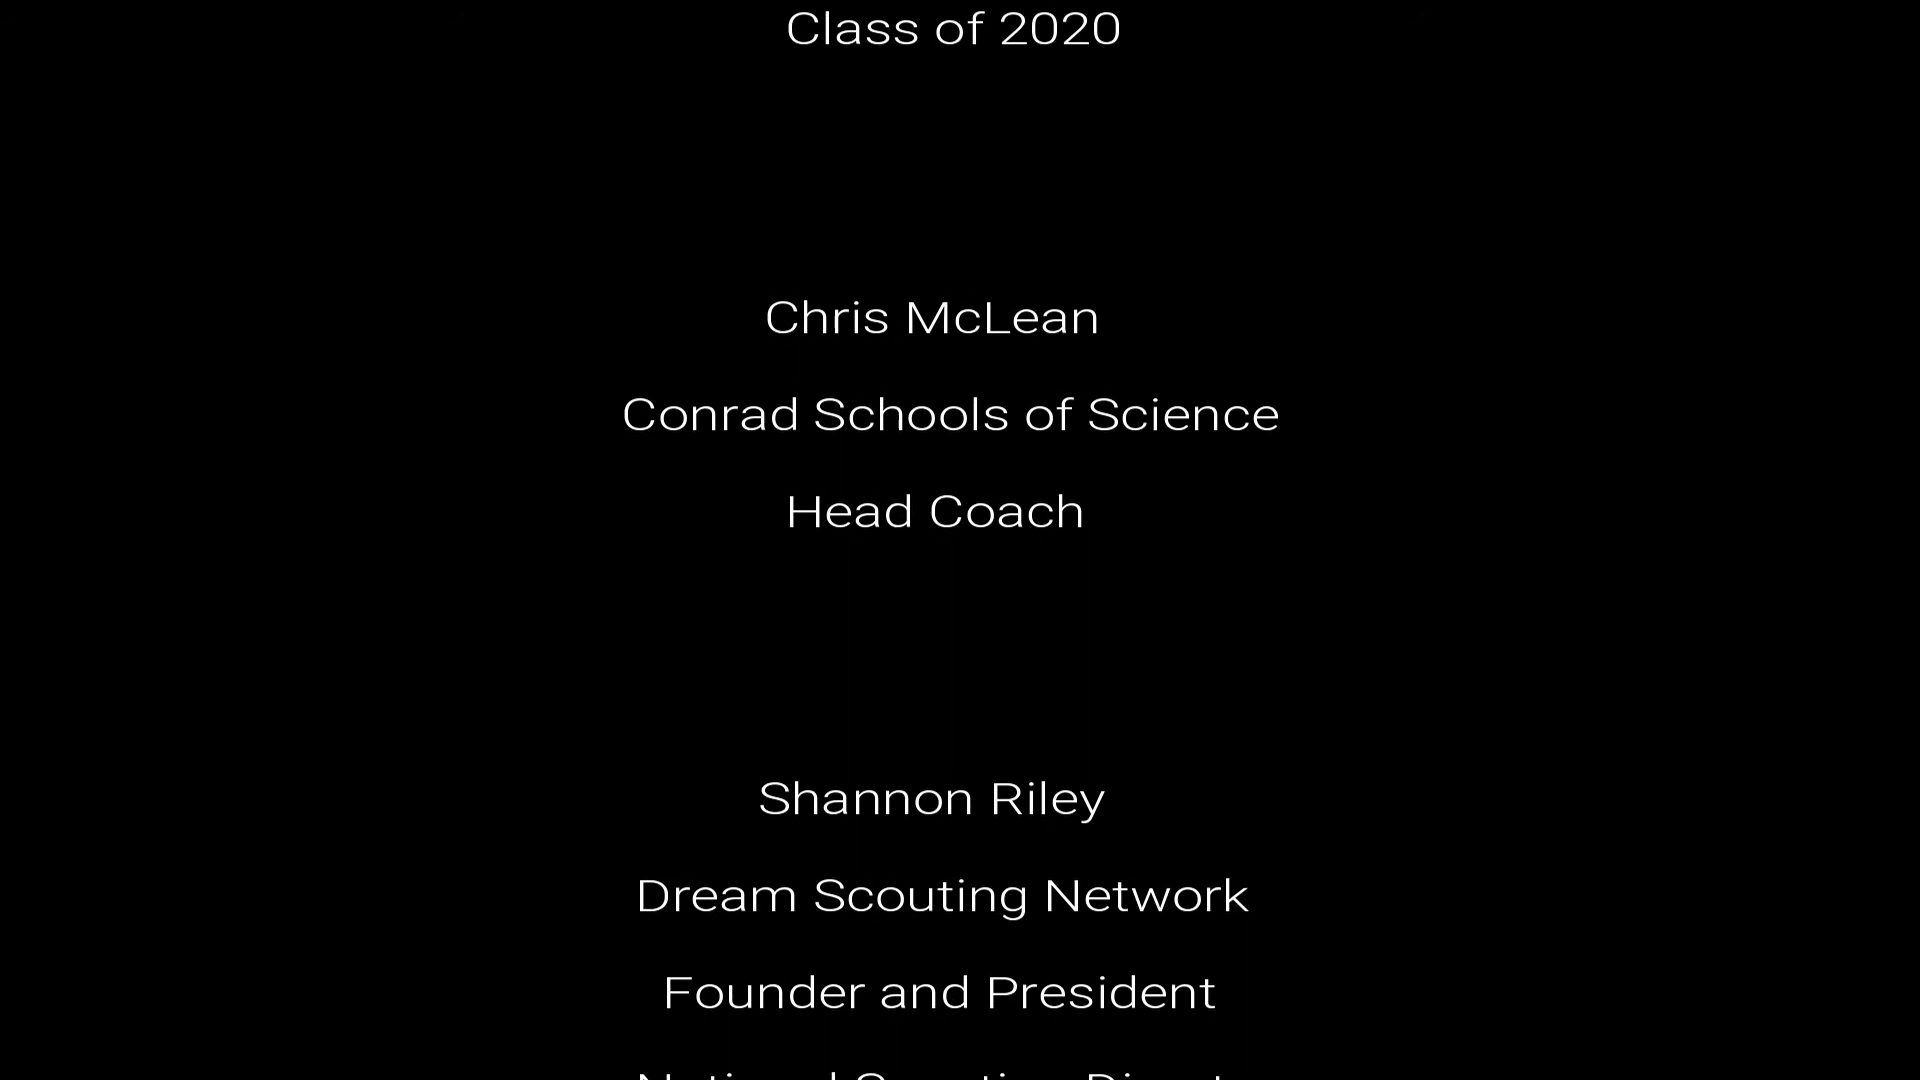 Class of 2020
Chris McLean
Conrad Schools of Science
Head Coach
Shannon Riley
Dream Scouting Network
Founder and President